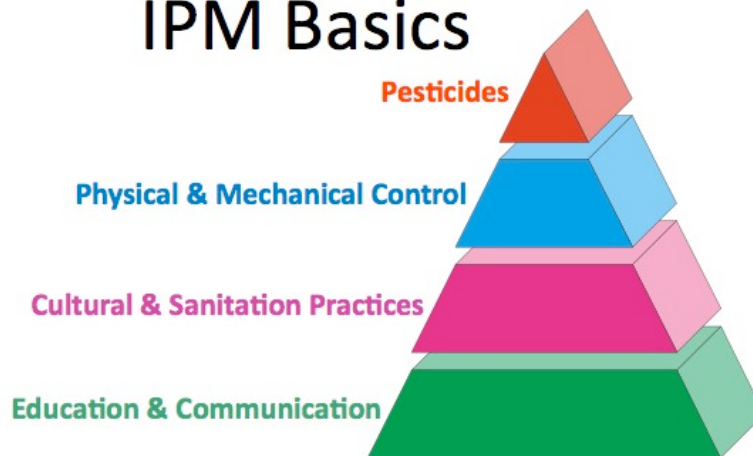 IPM Basics
Pesticides
Physical & Mechanical Control
Cultural & Sanitation Practices
Education & Communication